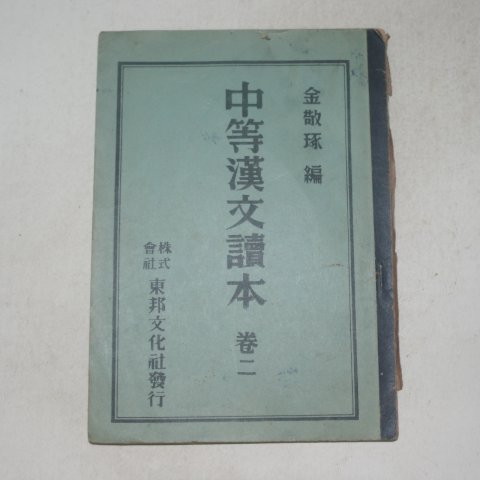 金敬琢 編
中等漢文讀本 卷二
株式會社 東邦文化社發行